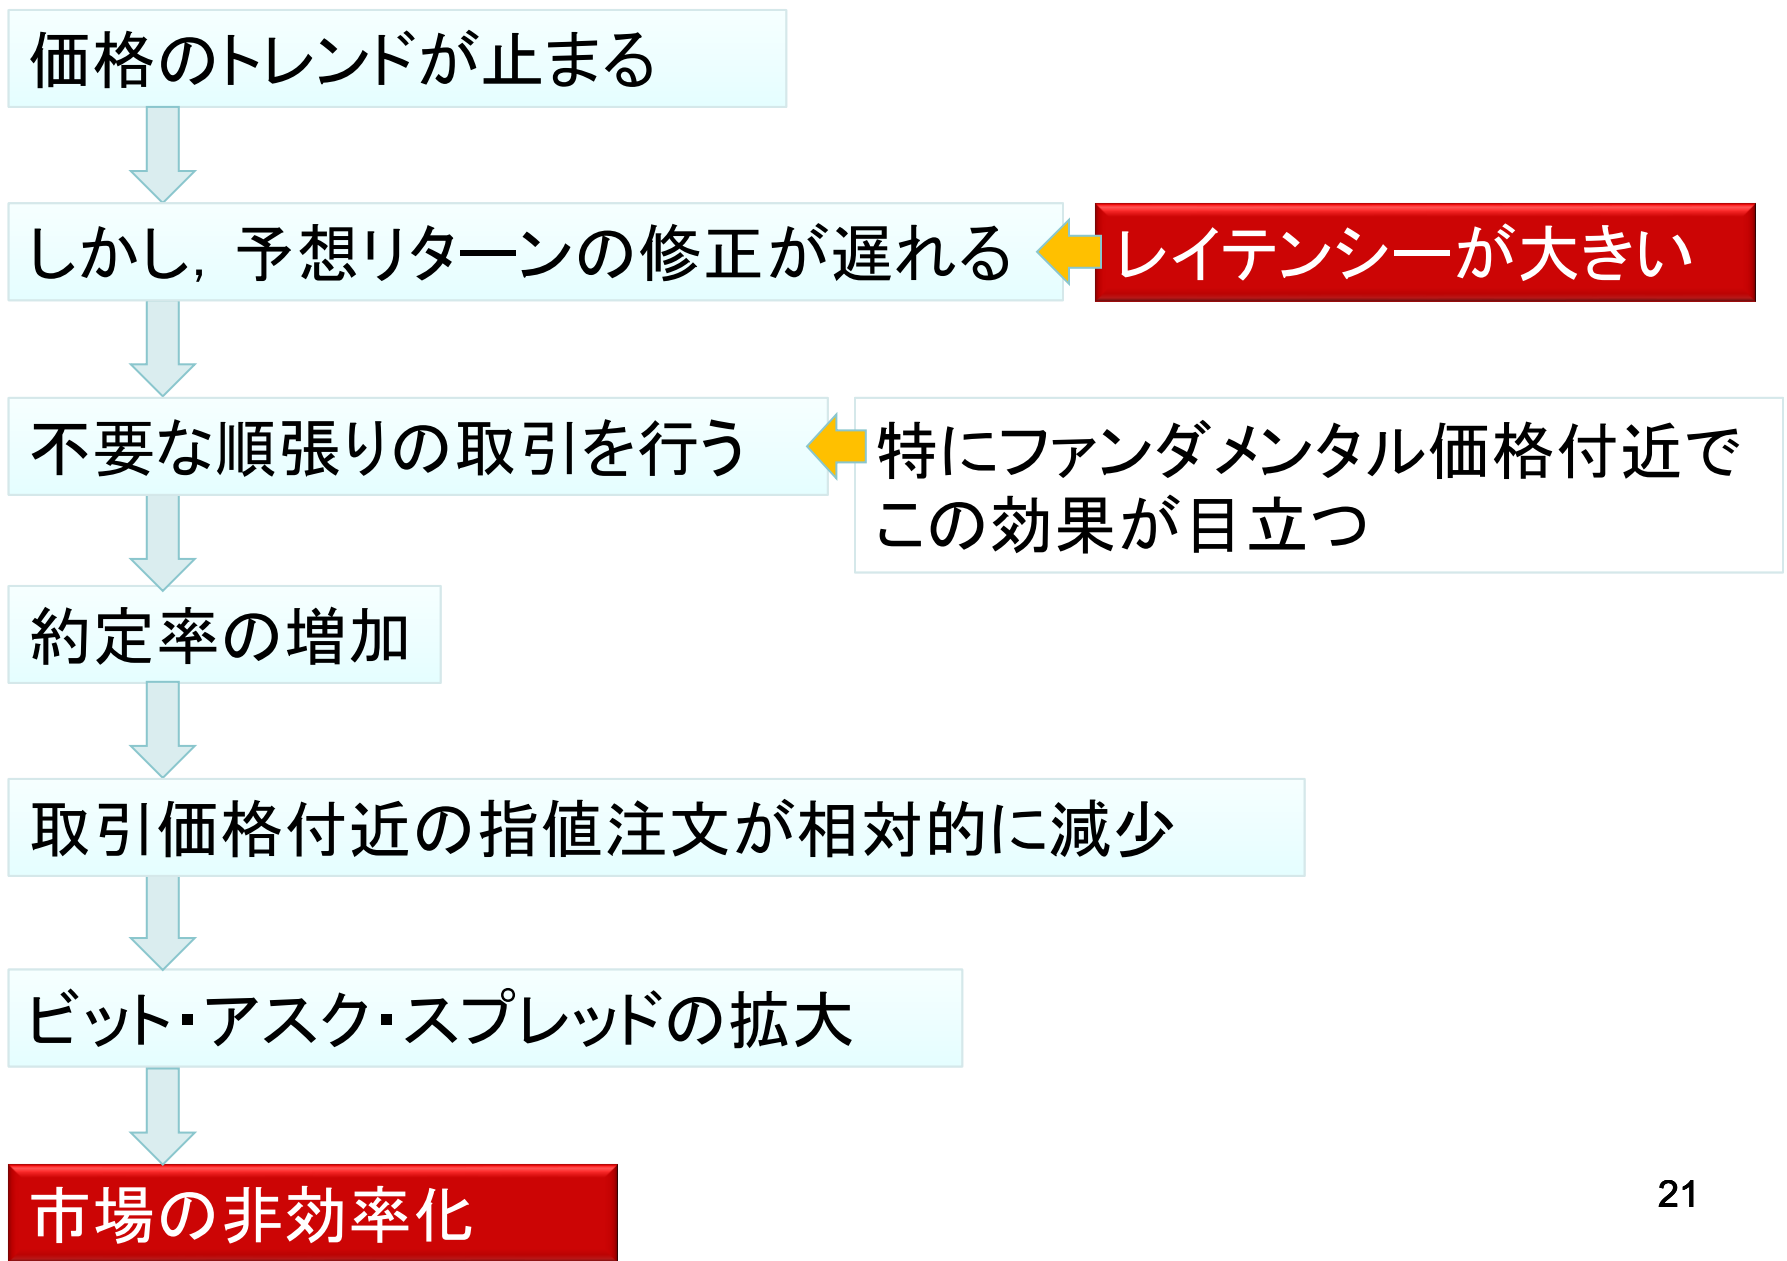 価格のトレンドが止まる
しかし, 予想リターンの修正が遅れる
レイテンシーが大きい
不要な順張りの取引を行う
特にファンダメンタル価格付近で
この効果が目立つ
約定率の増加
取引価格付近の指値注文が相対的に減少
ビット・アスク・スプレッドの拡大
市場の非効率化
21